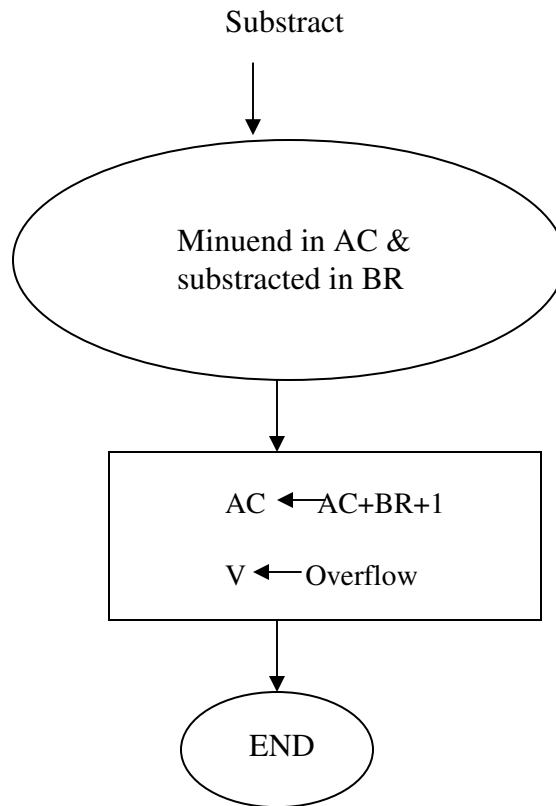 Substract
Minuend in AC &
substracted in BR
AC ← AC+BR+1
V ← Overflow
END